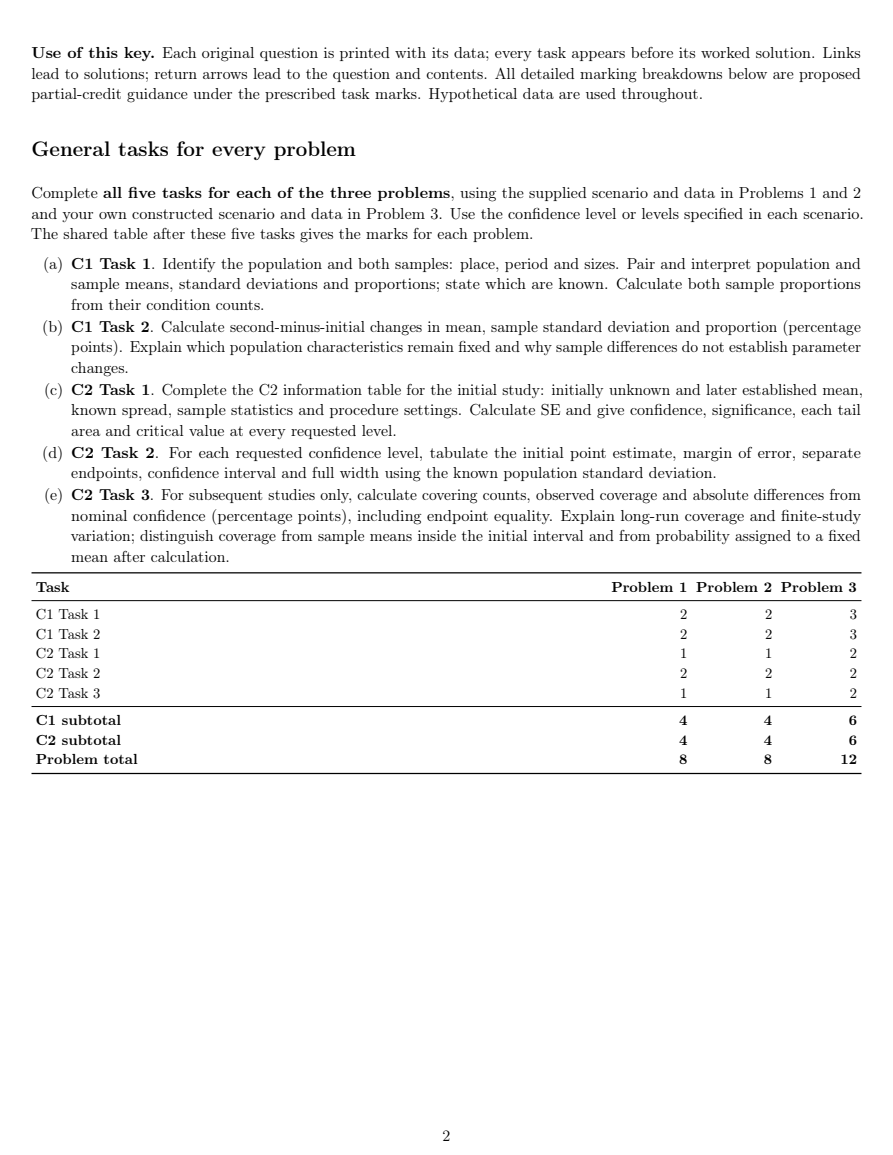 Use of this key. Each original question is printed with its data; every task appears before its worked solution. Links
lead to solutions; return arrows lead to the question and contents. All detailed marking breakdowns below are proposed
partial-credit guidance under the prescribed task marks. Hypothetical data are used throughout.
General tasks for every problem
Complete all five tasks for each of the three problems, using the supplied scenario and data in Problems 1 and 2
and your own constructed scenario and data in Problem 3. Use the confidence level or levels specified in each scenario.
The shared table after these five tasks gives the marks for each problem.
(a) C1 Task 1. Identify the population and both samples: place, period and sizes. Pair and interpret population and
sample means, standard deviations and proportions; state which are known. Calculate both sample proportions
from their condition counts.
(b) C1 Task 2. Calculate second-minus-initial changes in mean, sample standard deviation and proportion (percentage
points). Explain which population characteristics remain fixed and why sample differences do not establish parameter
changes.
(c) C2 Task 1. Complete the C2 information table for the initial study: initially unknown and later established mean,
known spread, sample statistics and procedure settings. Calculate SE and give confidence, significance, each tail
area and critical value at every requested level.
(d) C2 Task 2. For each requested confidence level, tabulate the initial point estimate, margin of error, separate
endpoints, confidence interval and full width using the known population standard deviation.
(e) C2 Task 3. For subsequent studies only, calculate covering counts, observed coverage and absolute differences from
nominal confidence (percentage points), including endpoint equality. Explain long-run coverage and finite-study
variation; distinguish coverage from sample means inside the initial interval and from probability assigned to a fixed
mean after calculation.
Task Problem 1 Problem 2 Problem 3
C1 Task 1 2 2 3
C1 Task 2 2 2 3
C2 Task 1 1 1 2
C2 Task 2 2 2 2
C2 Task 3 1 1 2
C1 subtotal 4 4 6
C2 subtotal 4 4 6
Problem total 8 8 12
2